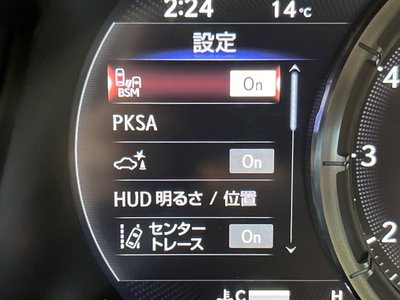 2:24 14℃
設定
BSM On
PKSA
On
HUD 明るさ / 位置
センター
トレース On
4
3
2
C H